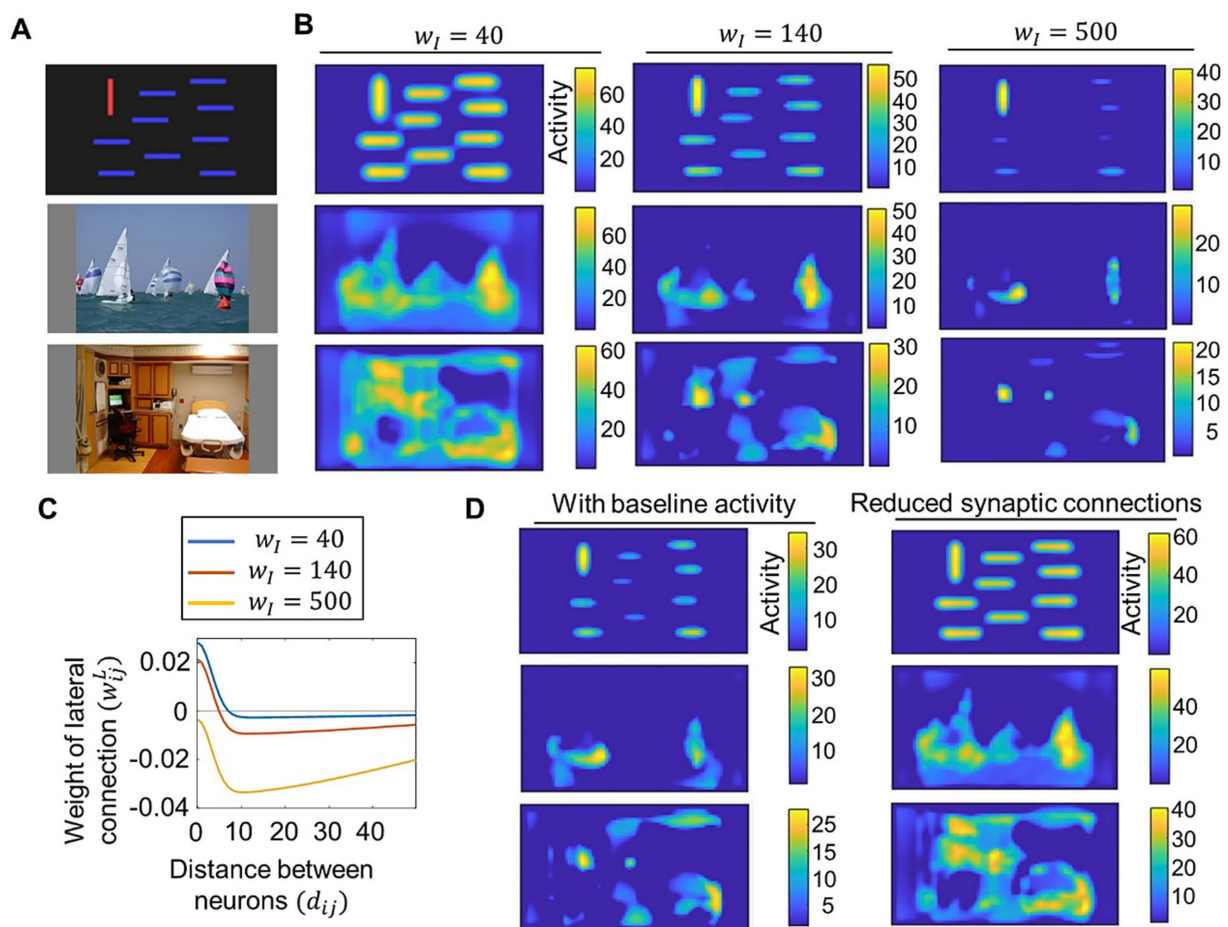 A
B
w_I = 40
w_I = 140
w_I = 500
Activity
60
40
20
50
40
30
20
10
40
30
20
10
60
40
20
50
40
30
20
10
20
10
60
40
20
30
20
10
20
15
10
5
C
w_I = 40
w_I = 140
w_I = 500
Weight of lateral
connection (w_{ij}^L)
0.02
0
-0.02
-0.04
0 10 20 30 40
Distance between
neurons (d_{ij})
D
With baseline activity
Reduced synaptic connections
Activity
30
20
10
Activity
60
40
20
30
20
10
40
20
25
20
15
10
5
40
30
20
10